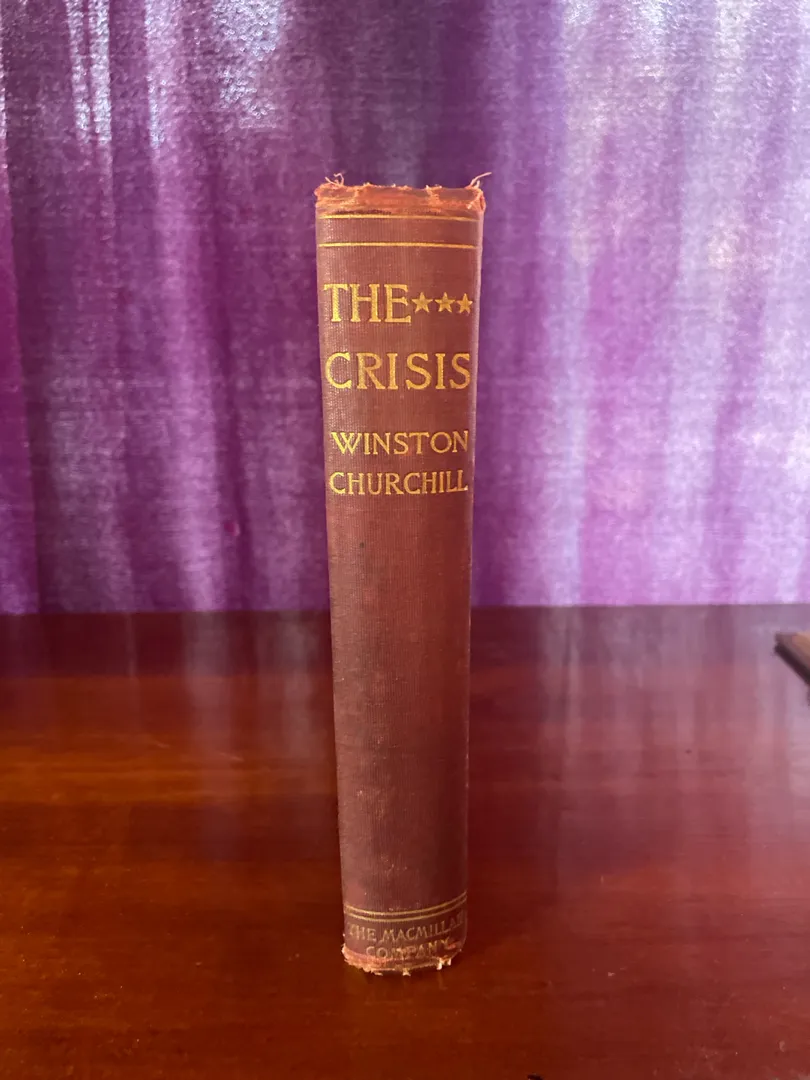 THE★★★
CRISIS
WINSTON
CHURCHILL
THE MACMILLAN
COMPANY